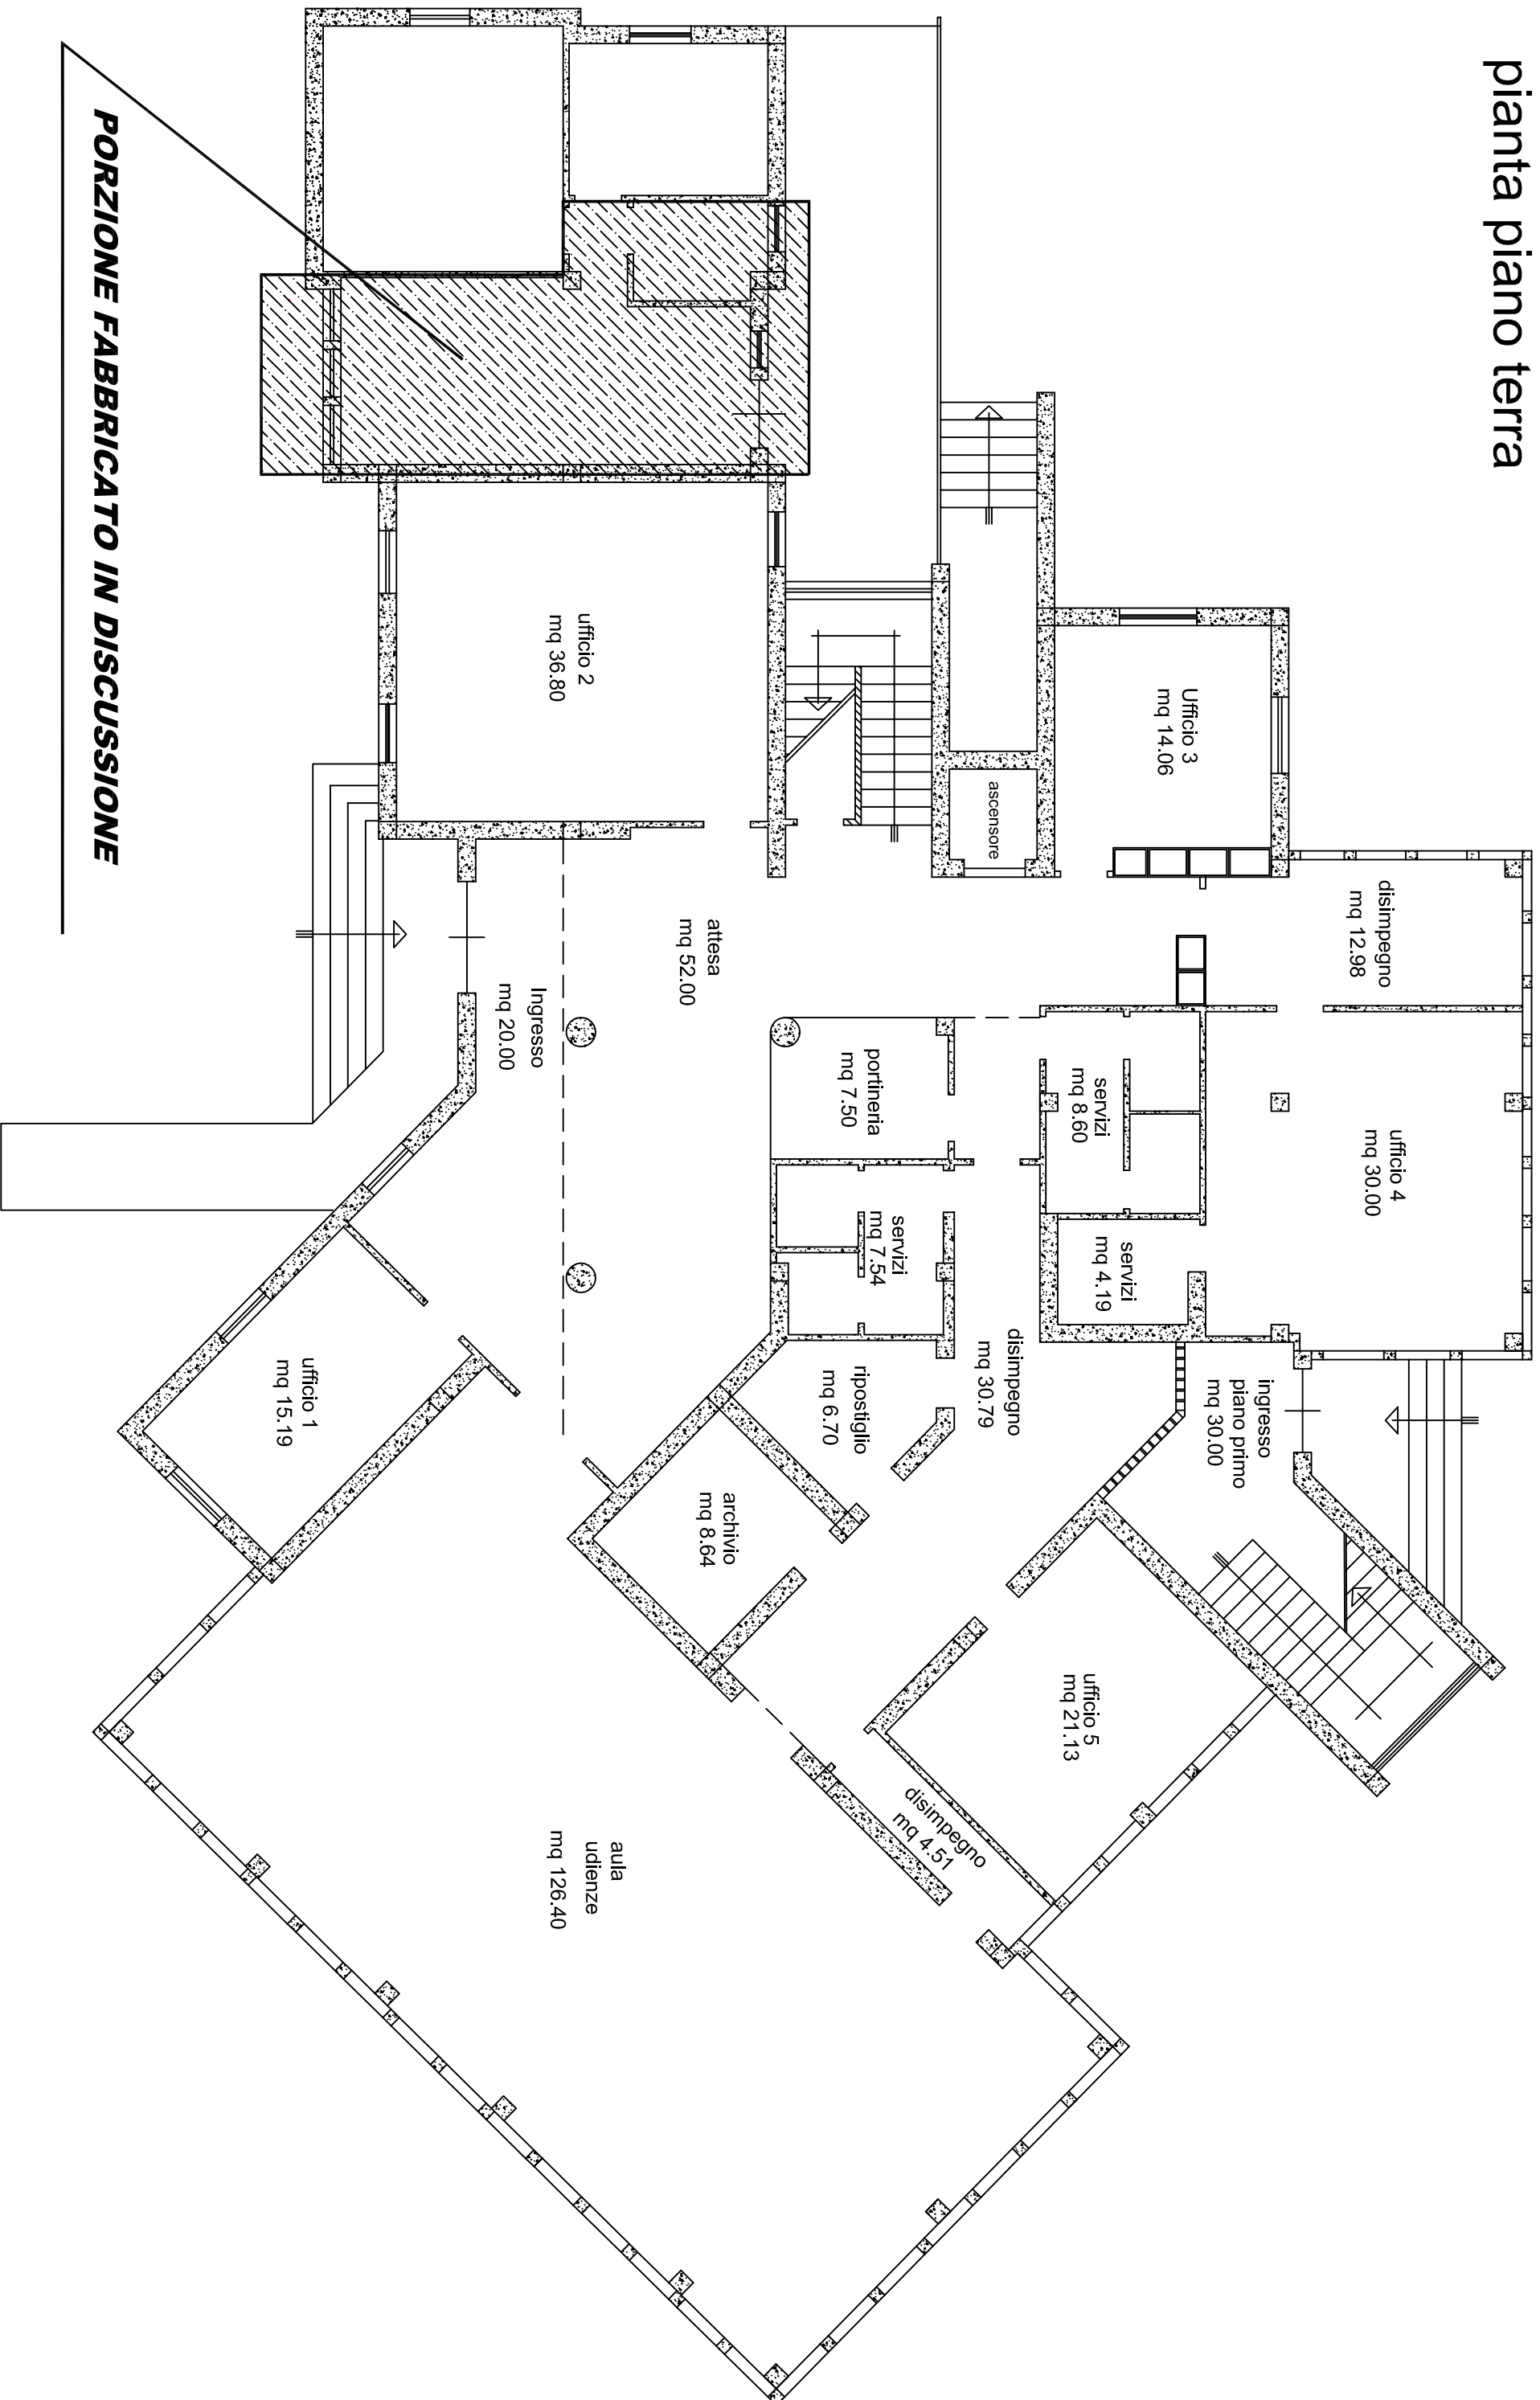 pianta piano terra
Ufficio 3
mq 14.06
disimpegno
mq 12.98
ufficio 4
mq 30.00
ascensore
servizi
mq 8.60
servizi
mq 4.19
ingresso
piano primo
mq 30.00
ufficio 2
mq 36.80
attesa
mq 52.00
portineria
mq 7.50
servizi
mq 7.54
disimpegno
mq 30.79
ripostiglio
mq 6.70
archivio
mq 8.64
ufficio 5
mq 21.13
disimpegno
mq 4.51
Ingresso
mq 20.00
ufficio 1
mq 15.19
aula
udienze
mq 126.40
PORZIONE FABBRICATO IN DISCUSSIONE